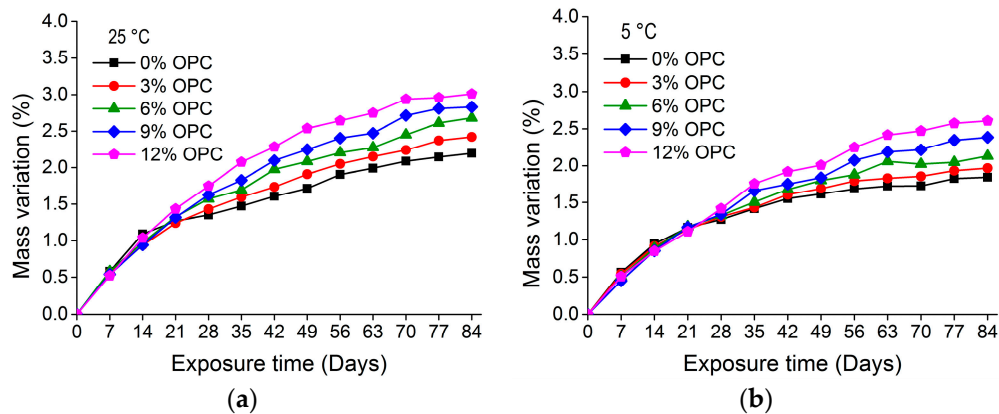 4.0
3.5
3.0
2.5
2.0
1.5
1.0
0.5
0.0
Mass variation (%)
25 °C
0% OPC
3% OPC
6% OPC
9% OPC
12% OPC
0 7 14 21 28 35 42 49 56 63 70 77 84
Exposure time (Days)
(a)
4.0
3.5
3.0
2.5
2.0
1.5
1.0
0.5
0.0
Mass variation (%)
5 °C
0% OPC
3% OPC
6% OPC
9% OPC
12% OPC
0 7 14 21 28 35 42 49 56 63 70 77 84
Exposure time (Days)
(b)